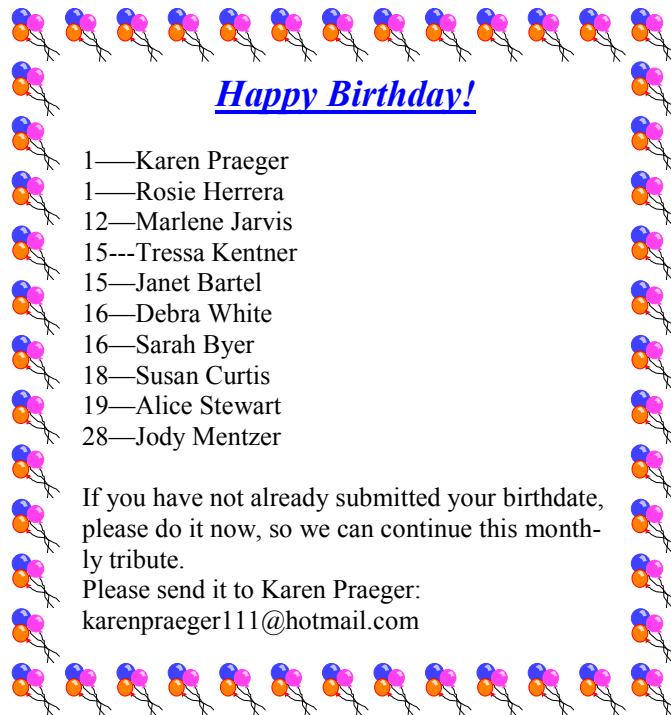 Happy Birthday!
1——Karen Praeger
1——Rosie Herrera
12—Marlene Jarvis
15---Tressa Kentner
15—Janet Bartel
16—Debra White
16—Sarah Byer
18—Susan Curtis
19—Alice Stewart
28—Jody Mentzer
If you have not already submitted your birthdate,
please do it now, so we can continue this month-
ly tribute.
Please send it to Karen Praeger:
karenpraeger111@hotmail.com